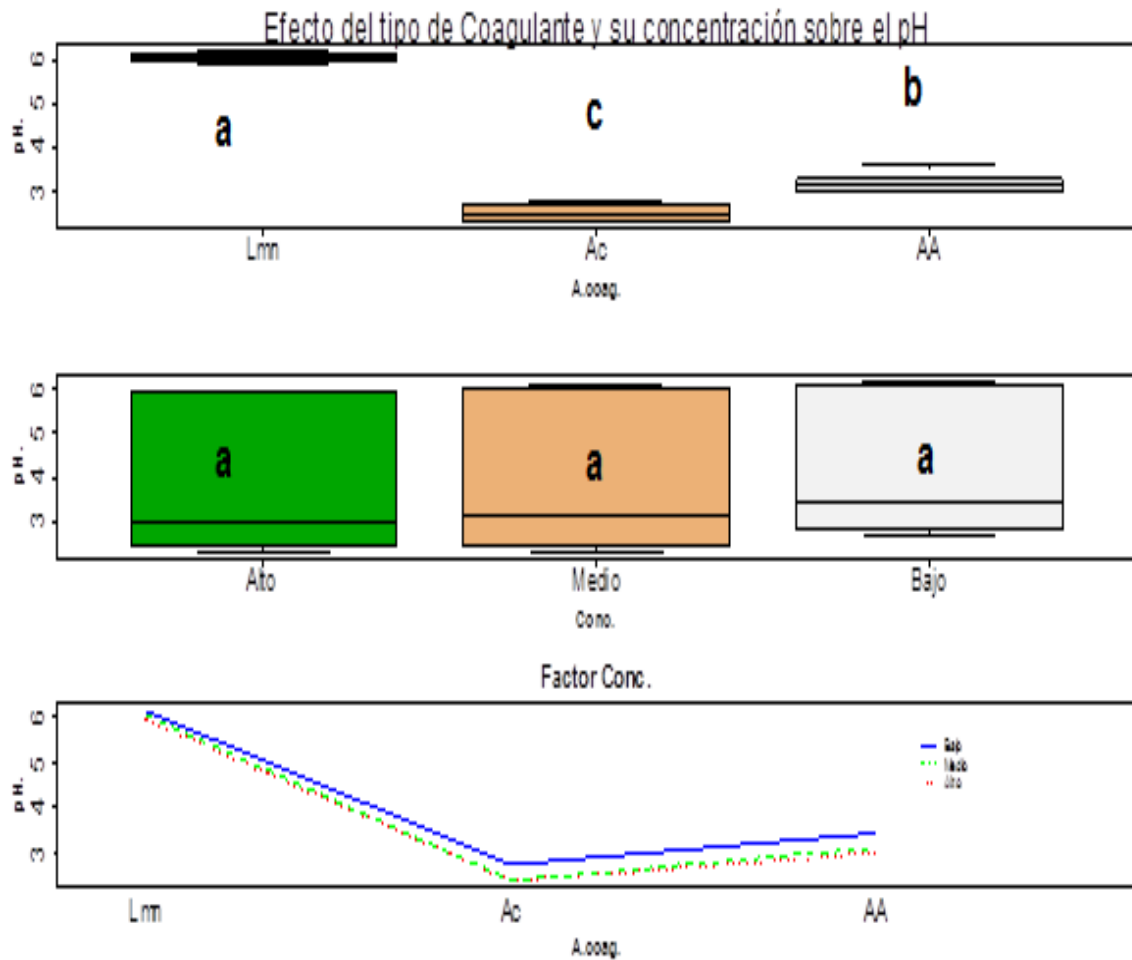 Efecto del tipo de Coagulante y su concentración sobre el pH
pH.
6
5
4
3
a
c
b
Lmn
Ac
AA
A.coag.
pH.
6
5
4
3
a
a
a
Alto
Medio
Bajo
Conc.
Factor Conc.
pH.
6
5
4
3
Bajo
Medio
Alto
Lmn
Ac
AA
A.coag.